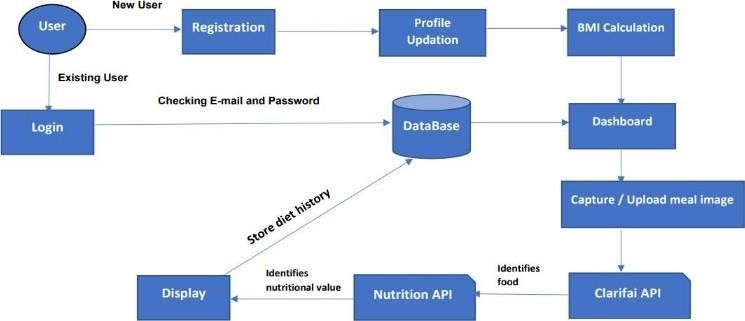 New User
User
Registration
Profile
Updation
BMI Calculation
Existing User
Checking E-mail and Password
Login
DataBase
Dashboard
Capture / Upload meal image
Store diet history
Identifies
food
Identifies
nutritional value
Display
Nutrition API
Clarifai API